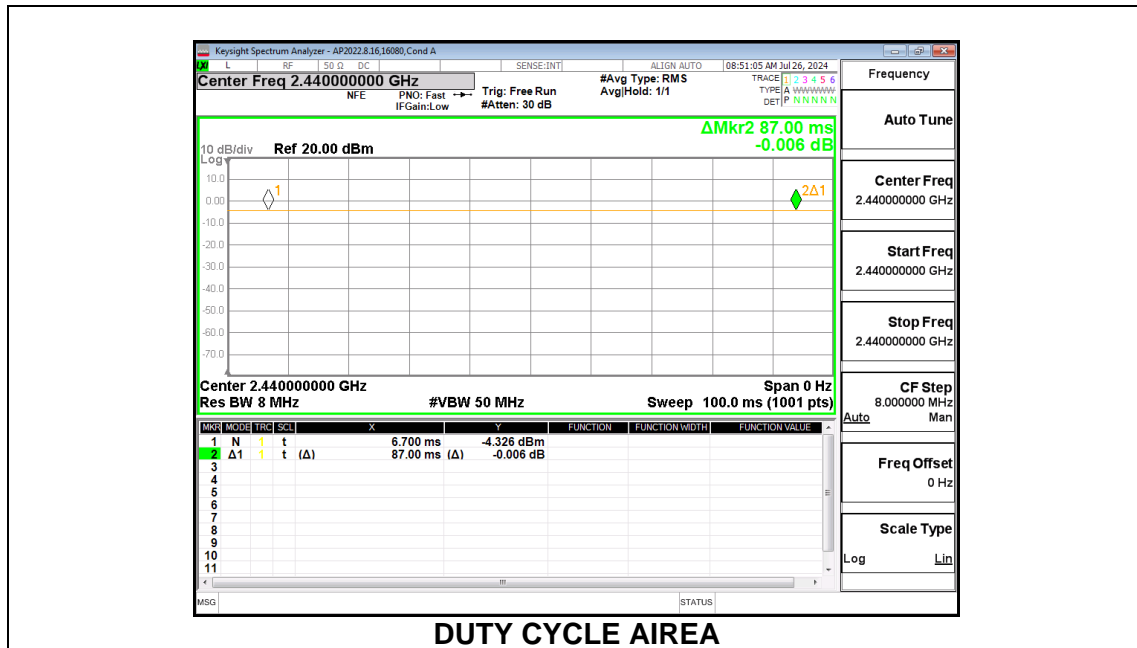 Keysight Spectrum Analyzer - AP2022.8.16,16080,Cond A
LXI L RF 50 Ω DC SENSE:INT ALIGN AUTO 08:51:05 AM Jul 26, 2024
Center Freq 2.440000000 GHz
NFE
PNO: Fast
IFGain:Low
Trig: Free Run
#Atten: 30 dB
#Avg Type: RMS
Avg|Hold: 1/1
TRACE 1 2 3 4 5 6
TYPE A WWWWW
DET P N N N N N
ΔMkr2 87.00 ms
-0.006 dB
10 dB/div Ref 20.00 dBm
Log
10.0
0.00
-10.0
-20.0
-30.0
-40.0
-50.0
-60.0
-70.0
1
2Δ1
Center 2.440000000 GHz Span 0 Hz
Res BW 8 MHz #VBW 50 MHz Sweep 100.0 ms (1001 pts)
MKR MODE TRC SCL X Y FUNCTION FUNCTION WIDTH FUNCTION VALUE
1 N 1 t 6.700 ms -4.326 dBm
2 Δ1 1 t (Δ) 87.00 ms (Δ) -0.006 dB
3
4
5
6
7
8
9
10
11
MSG STATUS
Frequency
Auto Tune
Center Freq
2.440000000 GHz
Start Freq
2.440000000 GHz
Stop Freq
2.440000000 GHz
CF Step
8.000000 MHz
Auto Man
Freq Offset
0 Hz
Scale Type
Log Lin
DUTY CYCLE AIREA